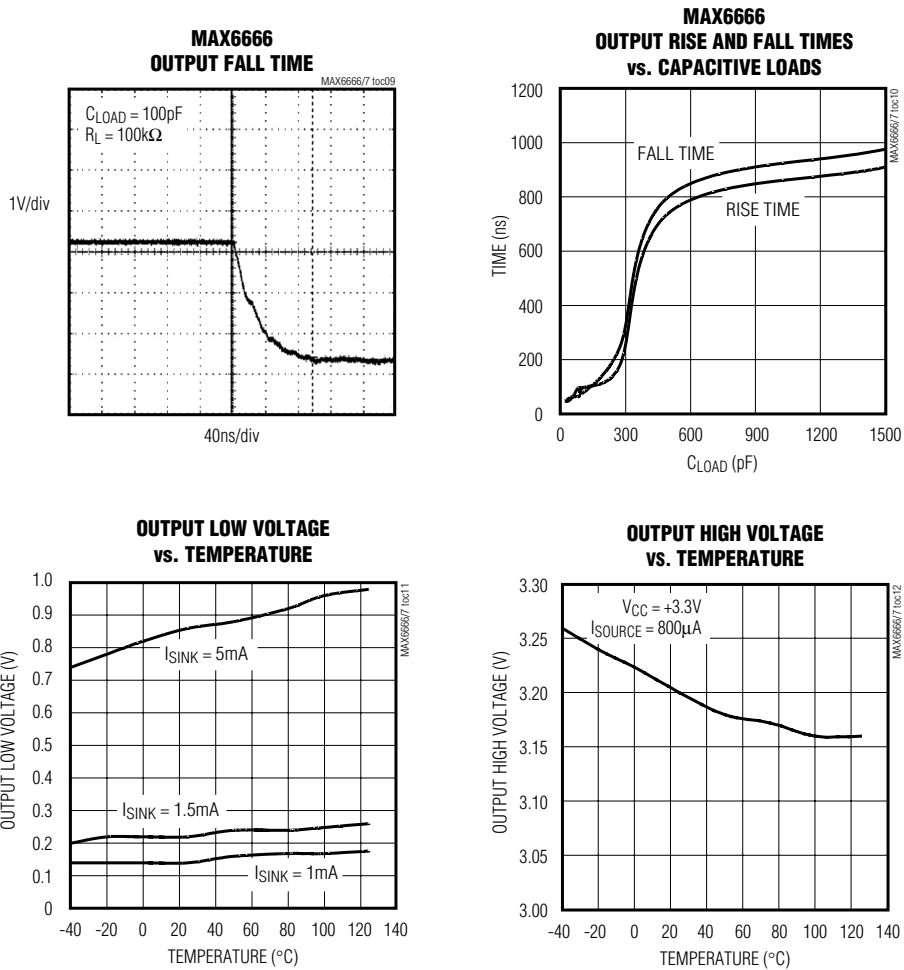 MAX6666
OUTPUT FALL TIME
MAX6666/7 toc09
CLOAD = 100pF
RL = 100kΩ
1V/div
40ns/div
MAX6666
OUTPUT RISE AND FALL TIMES
vs. CAPACITIVE LOADS
MAX6666/7 toc10
1200
1000
800
600
400
200
0
TIME (ns)
FALL TIME
RISE TIME
0 300 600 900 1200 1500
CLOAD (pF)
OUTPUT LOW VOLTAGE
vs. TEMPERATURE
MAX6666/7 toc11
1.0
0.9
0.8
0.7
0.6
0.5
0.4
0.3
0.2
0.1
0
OUTPUT LOW VOLTAGE (V)
ISINK = 5mA
ISINK = 1.5mA
ISINK = 1mA
-40 -20 0 20 40 60 80 100 120 140
TEMPERATURE (°C)
OUTPUT HIGH VOLTAGE
vs. TEMPERATURE
MAX6666/7 toc12
3.30
3.25
3.20
3.15
3.10
3.05
3.00
OUTPUT HIGH VOLTAGE (V)
VCC = +3.3V
ISOURCE = 800µA
-40 -20 0 20 40 60 80 100 120 140
TEMPERATURE (°C)